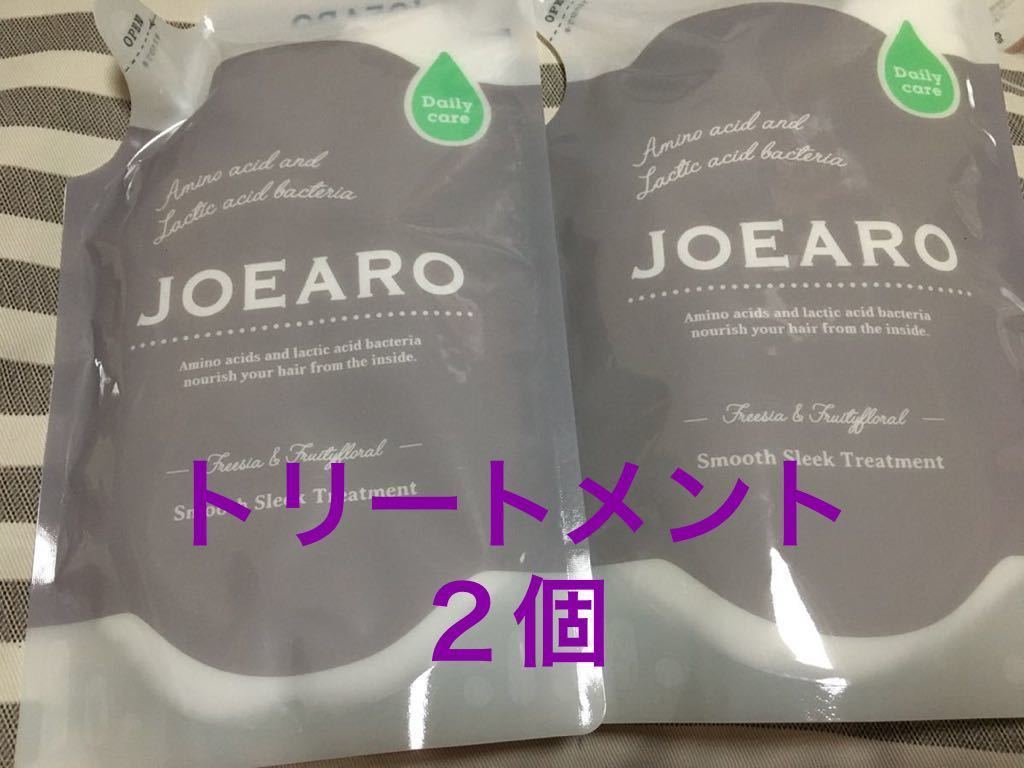 OPEN
Daily
care
Amino acid and
Lactic acid bacteria
JOEARO
Amino acids and lactic acid bacteria
nourish your hair from the inside.
Freesia & Fruityfloral
Smooth Sleek Treatment
OPEN
Daily
care
Amino acid and
Lactic acid bacteria
JOEARO
Amino acids and lactic acid bacteria
nourish your hair from the inside.
Freesia & Fruityfloral
Smooth Sleek Treatment
トリートメント
2個